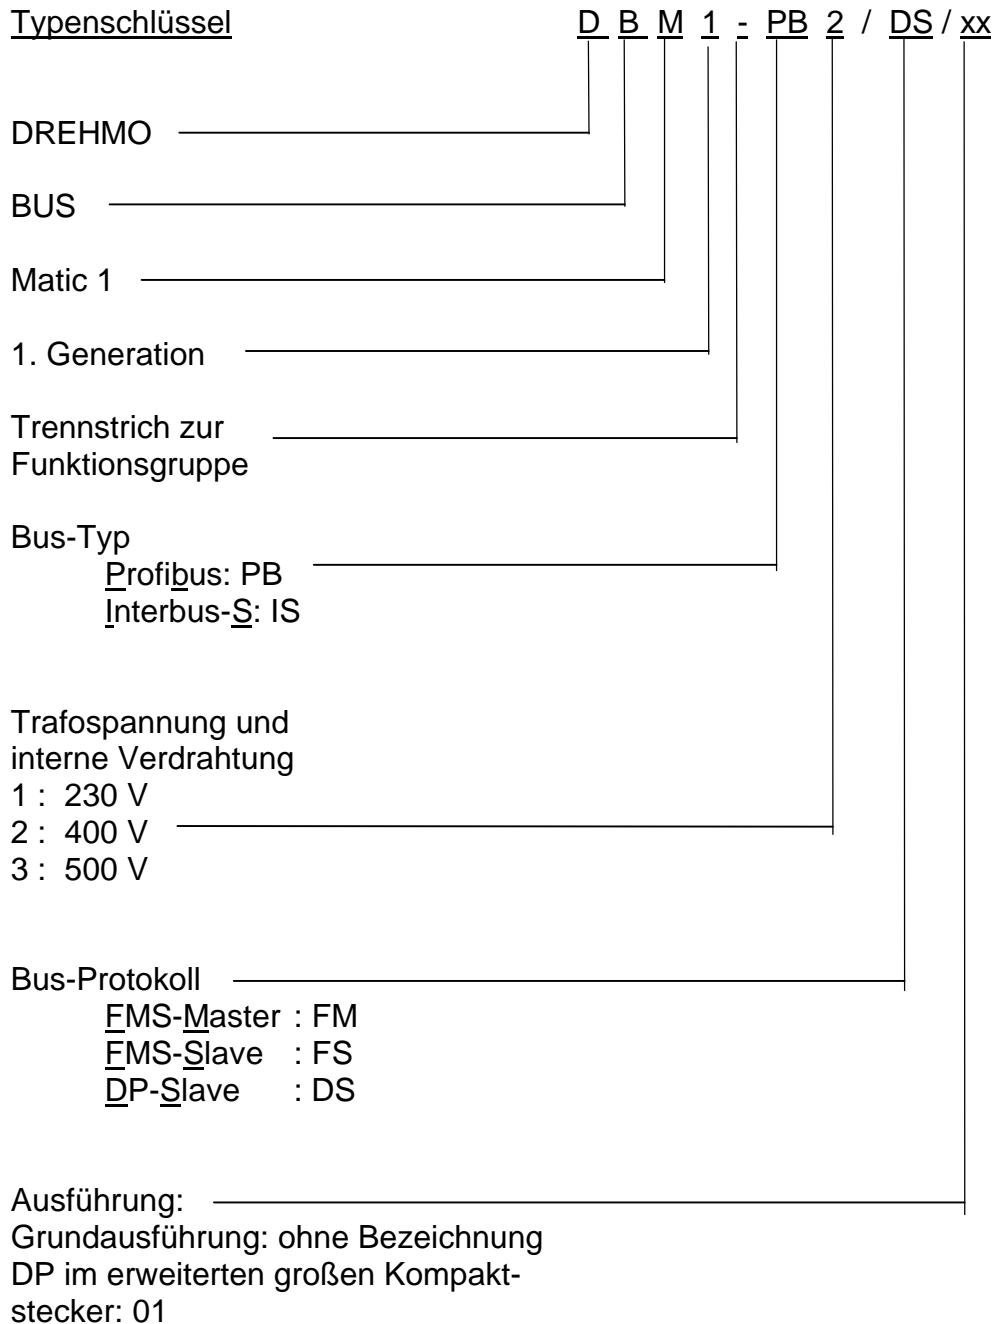 Typenschlüssel D B M 1 - PB 2 / DS / xx
DREHMO
BUS
Matic 1
1. Generation
Trennstrich zur
Funktionsgruppe
Bus-Typ
Profibus: PB
Interbus-S: IS
Trafospannung und
interne Verdrahtung
1 : 230 V
2 : 400 V
3 : 500 V
Bus-Protokoll
FMS-Master : FM
FMS-Slave : FS
DP-Slave : DS
Ausführung:
Grundausführung: ohne Bezeichnung
DP im erweiterten großen Kompakt-
stecker: 01